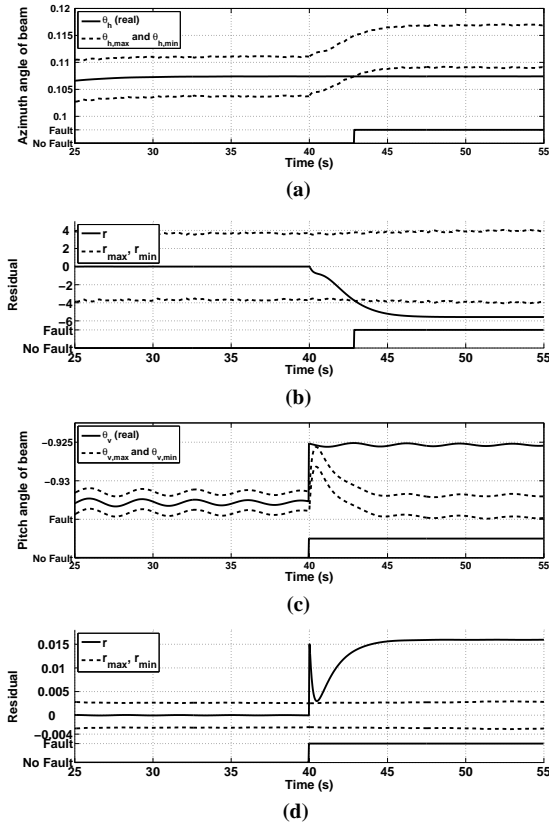 0.12
θh (real)
θh,max and θh,min
0.115
0.11
0.105
0.1
Fault
No Fault
Azimuth angle of beam
25 30 35 40 45 50 55
Time (s)
(a)
4
r
rmax, rmin
2
0
−2
−4
−6
Fault
No Fault
Residual
25 30 35 40 45 50 55
Time (s)
(b)
θv (real)
θv,max and θv,min
−0.925
−0.93
Fault
No Fault
Pitch angle of beam
25 30 35 40 45 50 55
Time (s)
(c)
r
rmax, rmin
0.015
0.01
0.005
0
−0.004
Fault
No Fault
Residual
25 30 35 40 45 50 55
Time (s)
(d)